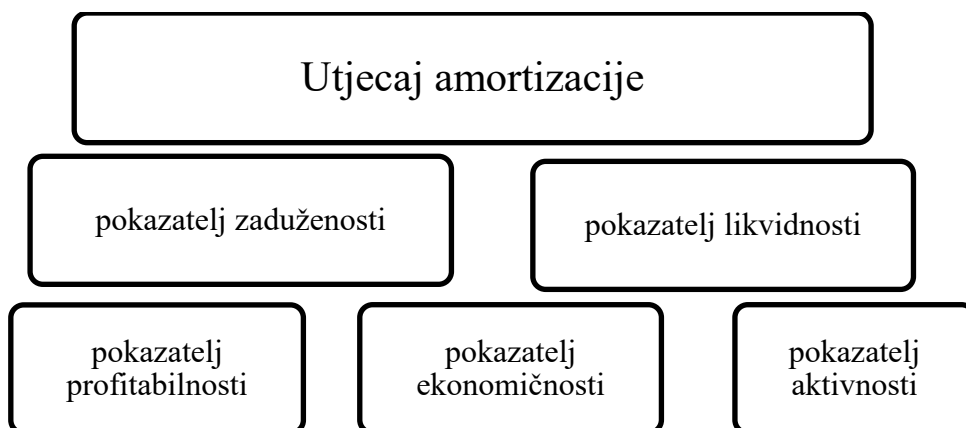 Utjecaj amortizacije
pokazatelj zaduženosti
pokazatelj likvidnosti
pokazatelj
profitabilnosti
pokazatelj
ekonomičnosti
pokazatelj
aktivnosti